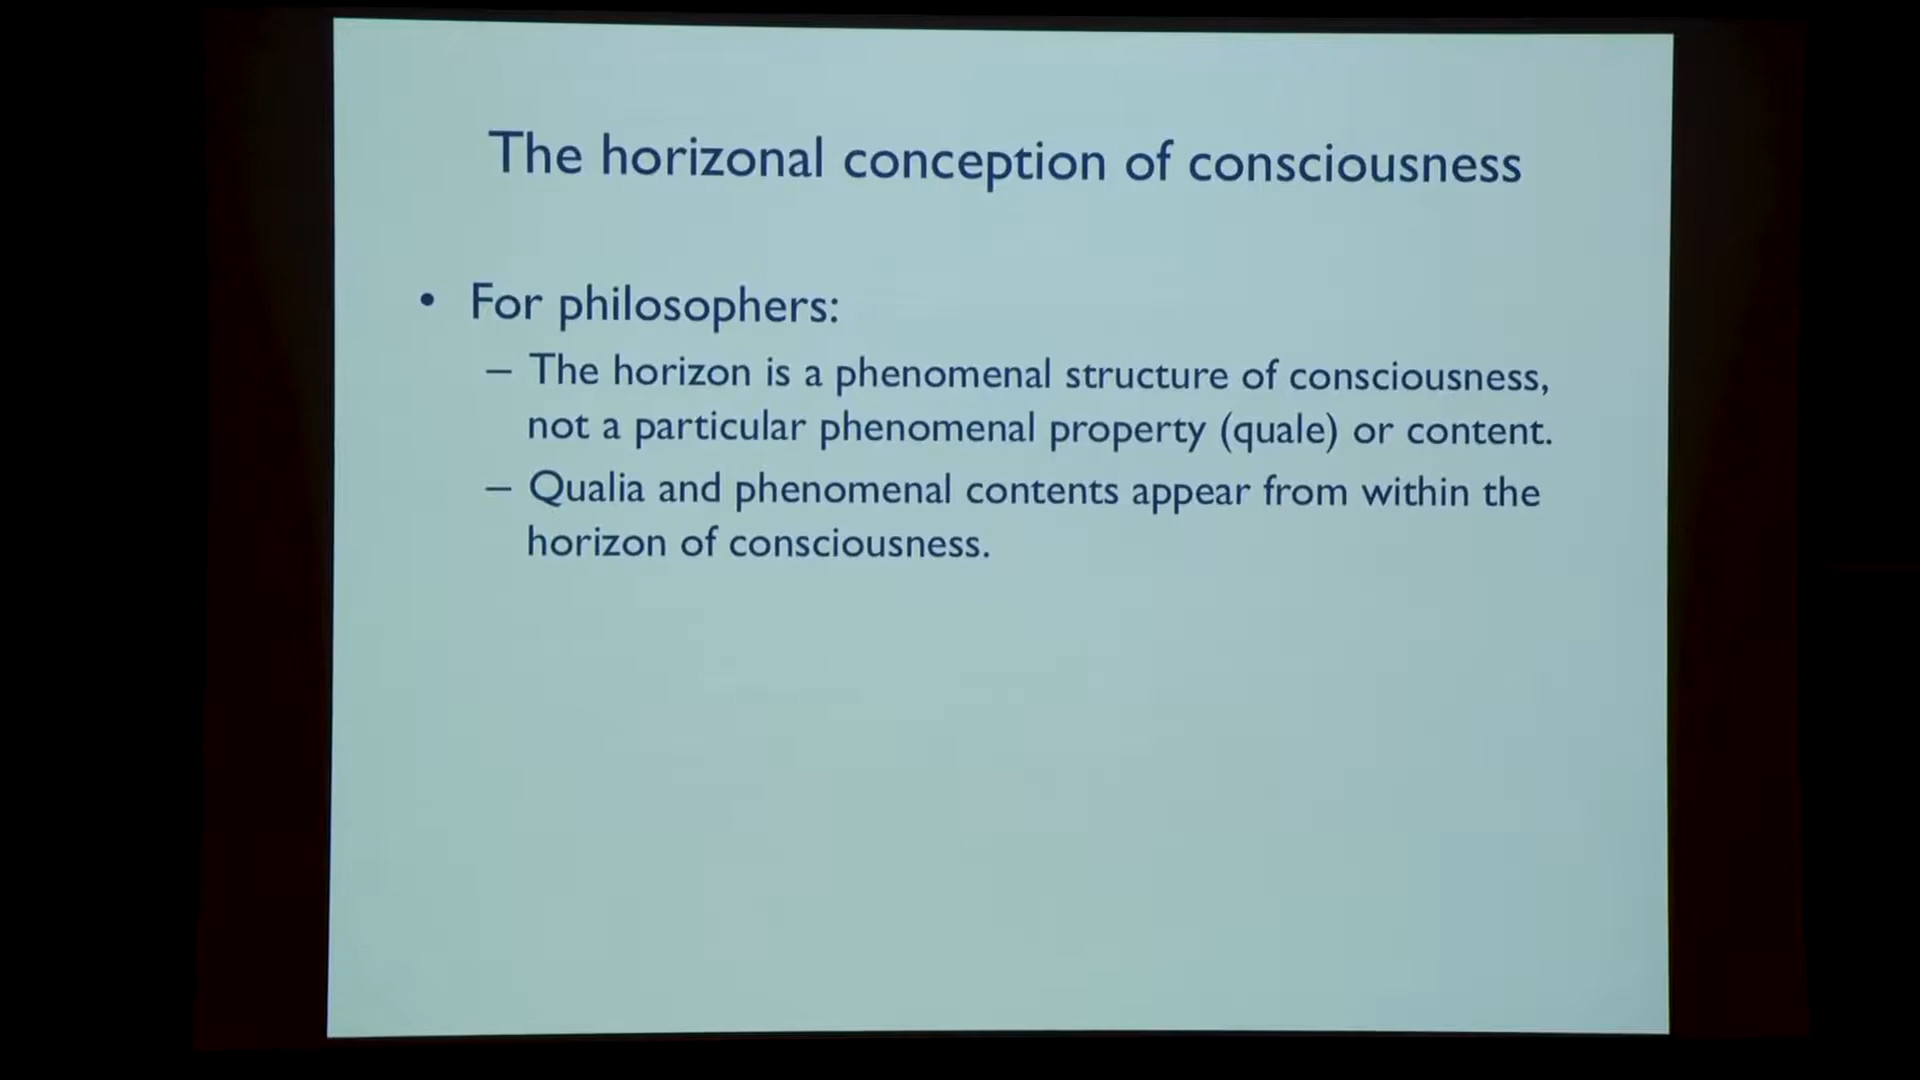 The horizonal conception of consciousness
• For philosophers:
– The horizon is a phenomenal structure of consciousness,
not a particular phenomenal property (quale) or content.
– Qualia and phenomenal contents appear from within the
horizon of consciousness.